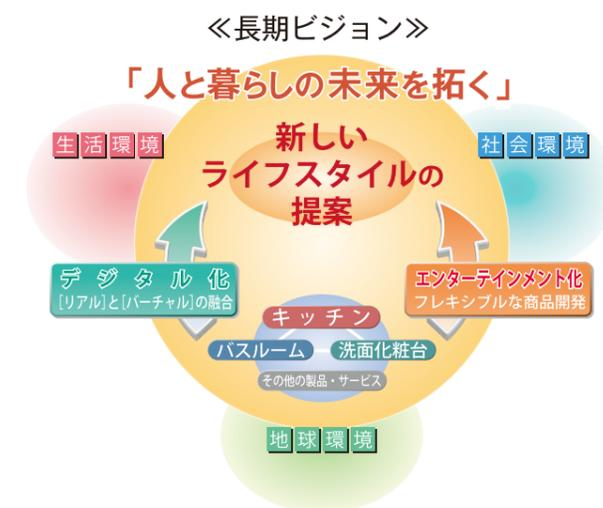 ≪長期ビジョン≫
「人と暮らしの未来を拓く」
生活環境
社会環境
新しい
ライフスタイルの
提案
デジタル化
[リアル]と[バーチャル]の融合
エンターテインメント化
フレキシブルな商品開発
キッチン
バスルーム
洗面化粧台
その他の製品・サービス
地球環境